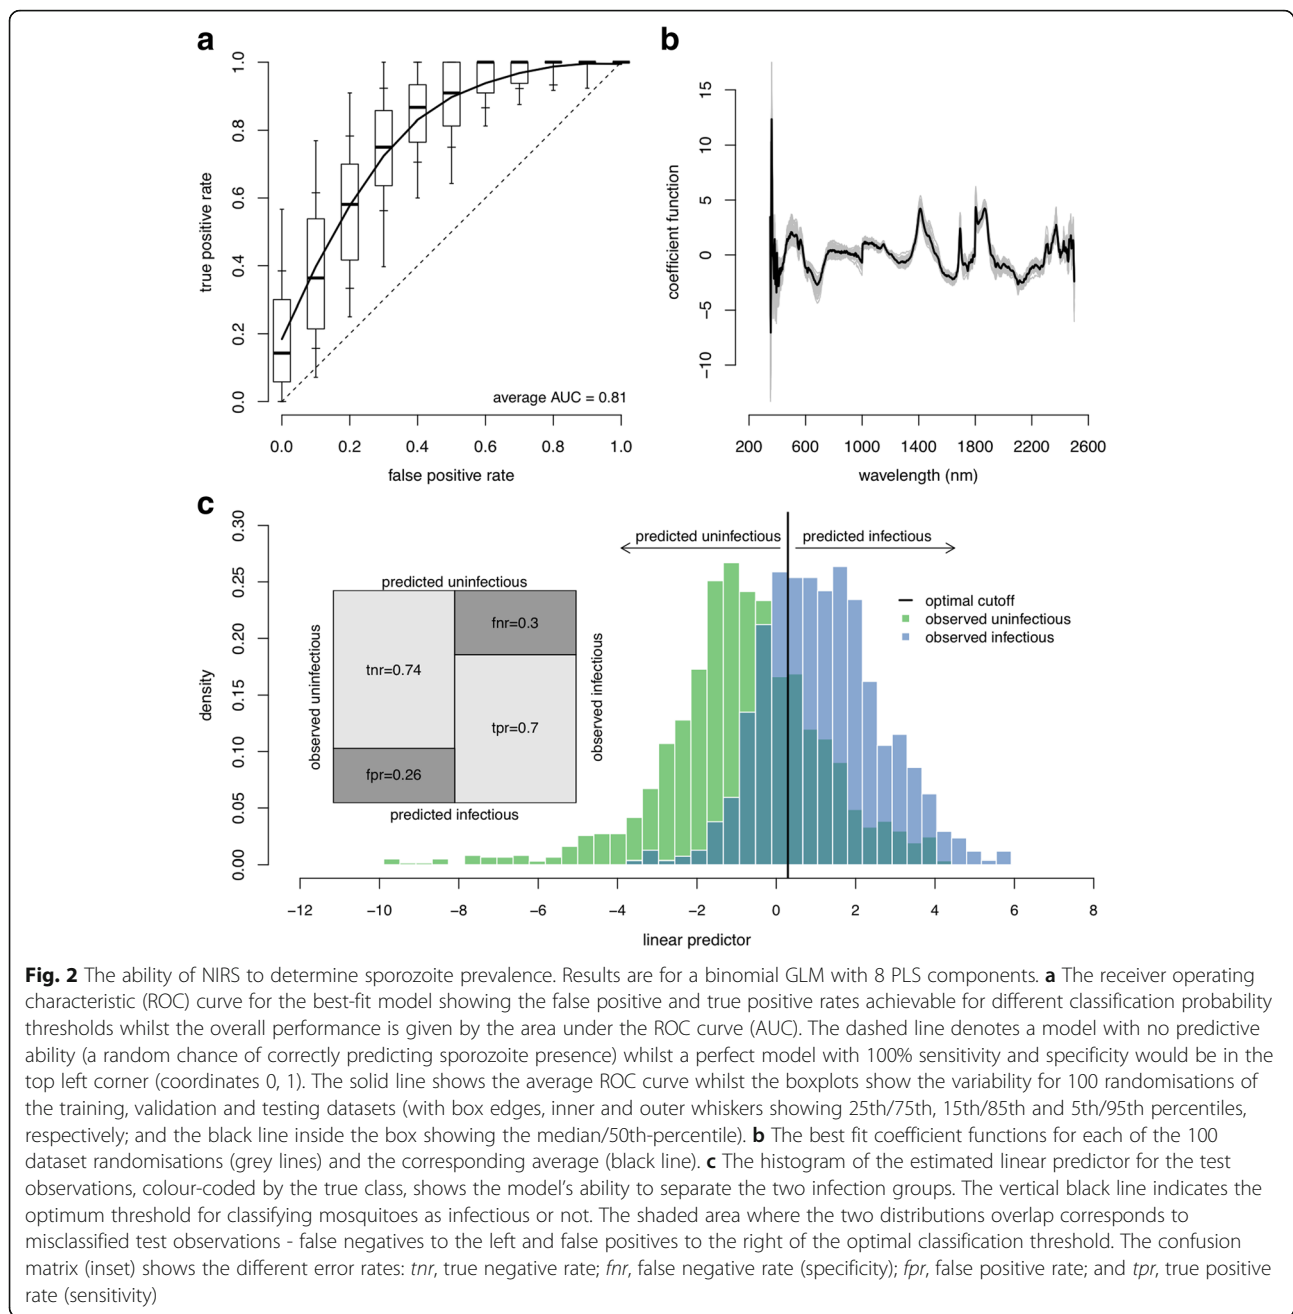 a
b
1.0
0.8
0.6
0.4
0.2
0.0
true positive rate
average AUC = 0.81
0.0 0.2 0.4 0.6 0.8 1.0
false positive rate
15
10
5
0
−5
−10
coefficient function
200 600 1000 1400 1800 2200 2600
wavelength (nm)
c
0.30
0.25
0.20
0.15
0.10
0.05
0.00
density
predicted uninfectious
predicted infectious
optimal cutoff
observed uninfectious
observed infectious
predicted uninfectious
observed uninfectious
fnr=0.3
tnr=0.74
tpr=0.7
fpr=0.26
observed infectious
predicted infectious
−12 −10 −8 −6 −4 −2 0 2 4 6 8
linear predictor
Fig. 2 The ability of NIRS to determine sporozoite prevalence. Results are for a binomial GLM with 8 PLS components. a The receiver operating
characteristic (ROC) curve for the best-fit model showing the false positive and true positive rates achievable for different classification probability
thresholds whilst the overall performance is given by the area under the ROC curve (AUC). The dashed line denotes a model with no predictive
ability (a random chance of correctly predicting sporozoite presence) whilst a perfect model with 100% sensitivity and specificity would be in the
top left corner (coordinates 0, 1). The solid line shows the average ROC curve whilst the boxplots show the variability for 100 randomisations of
the training, validation and testing datasets (with box edges, inner and outer whiskers showing 25th/75th, 15th/85th and 5th/95th percentiles,
respectively; and the black line inside the box showing the median/50th-percentile). b The best fit coefficient functions for each of the 100
dataset randomisations (grey lines) and the corresponding average (black line). c The histogram of the estimated linear predictor for the test
observations, colour-coded by the true class, shows the model's ability to separate the two infection groups. The vertical black line indicates the
optimum threshold for classifying mosquitoes as infectious or not. The shaded area where the two distributions overlap corresponds to
misclassified test observations - false negatives to the left and false positives to the right of the optimal classification threshold. The confusion
matrix (inset) shows the different error rates: tnr, true negative rate; fnr, false negative rate (specificity); fpr, false positive rate; and tpr, true positive
rate (sensitivity)